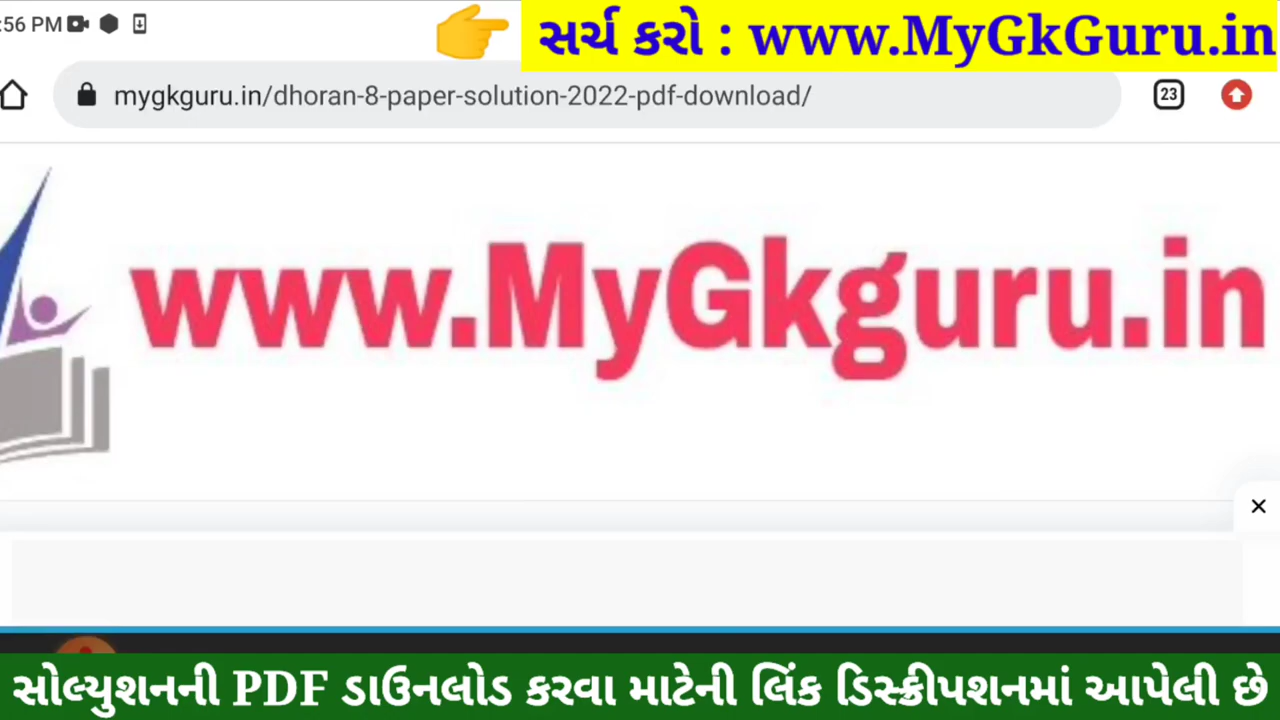 :56 PM
સર્ચ કરો : www.MyGkGuru.in
mygkguru.in/dhoran-8-paper-solution-2022-pdf-download/
23
www.MyGkguru.in
સોલ્યુશનની PDF ડાઉનલોડ કરવા માટેની લિંક ડિસ્ક્રીપશનમાં આપેલી છે